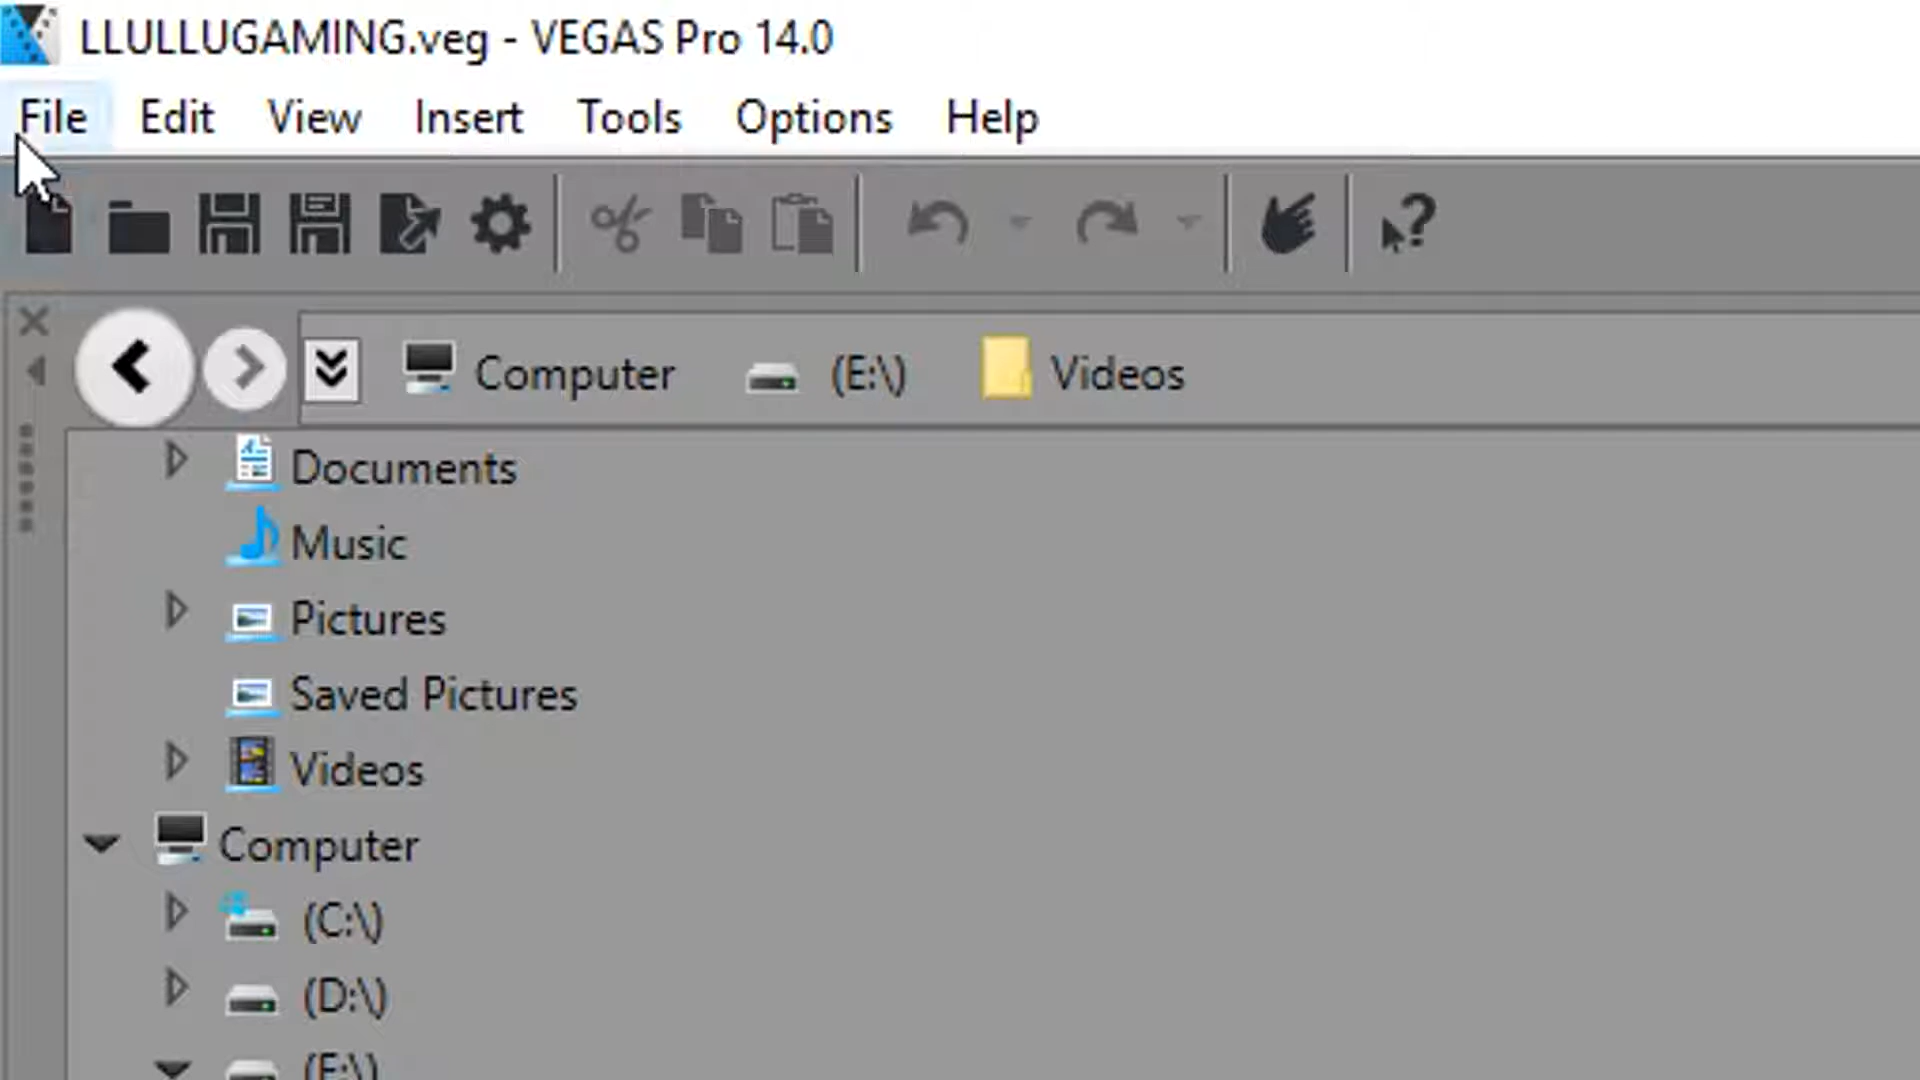 LLULLUGAMING.veg - VEGAS Pro 14.0
File Edit View Insert Tools Options Help
Computer (E:\) Videos
Documents
Music
Pictures
Saved Pictures
Videos
Computer
(C:\)
(D:\)
(E:\)